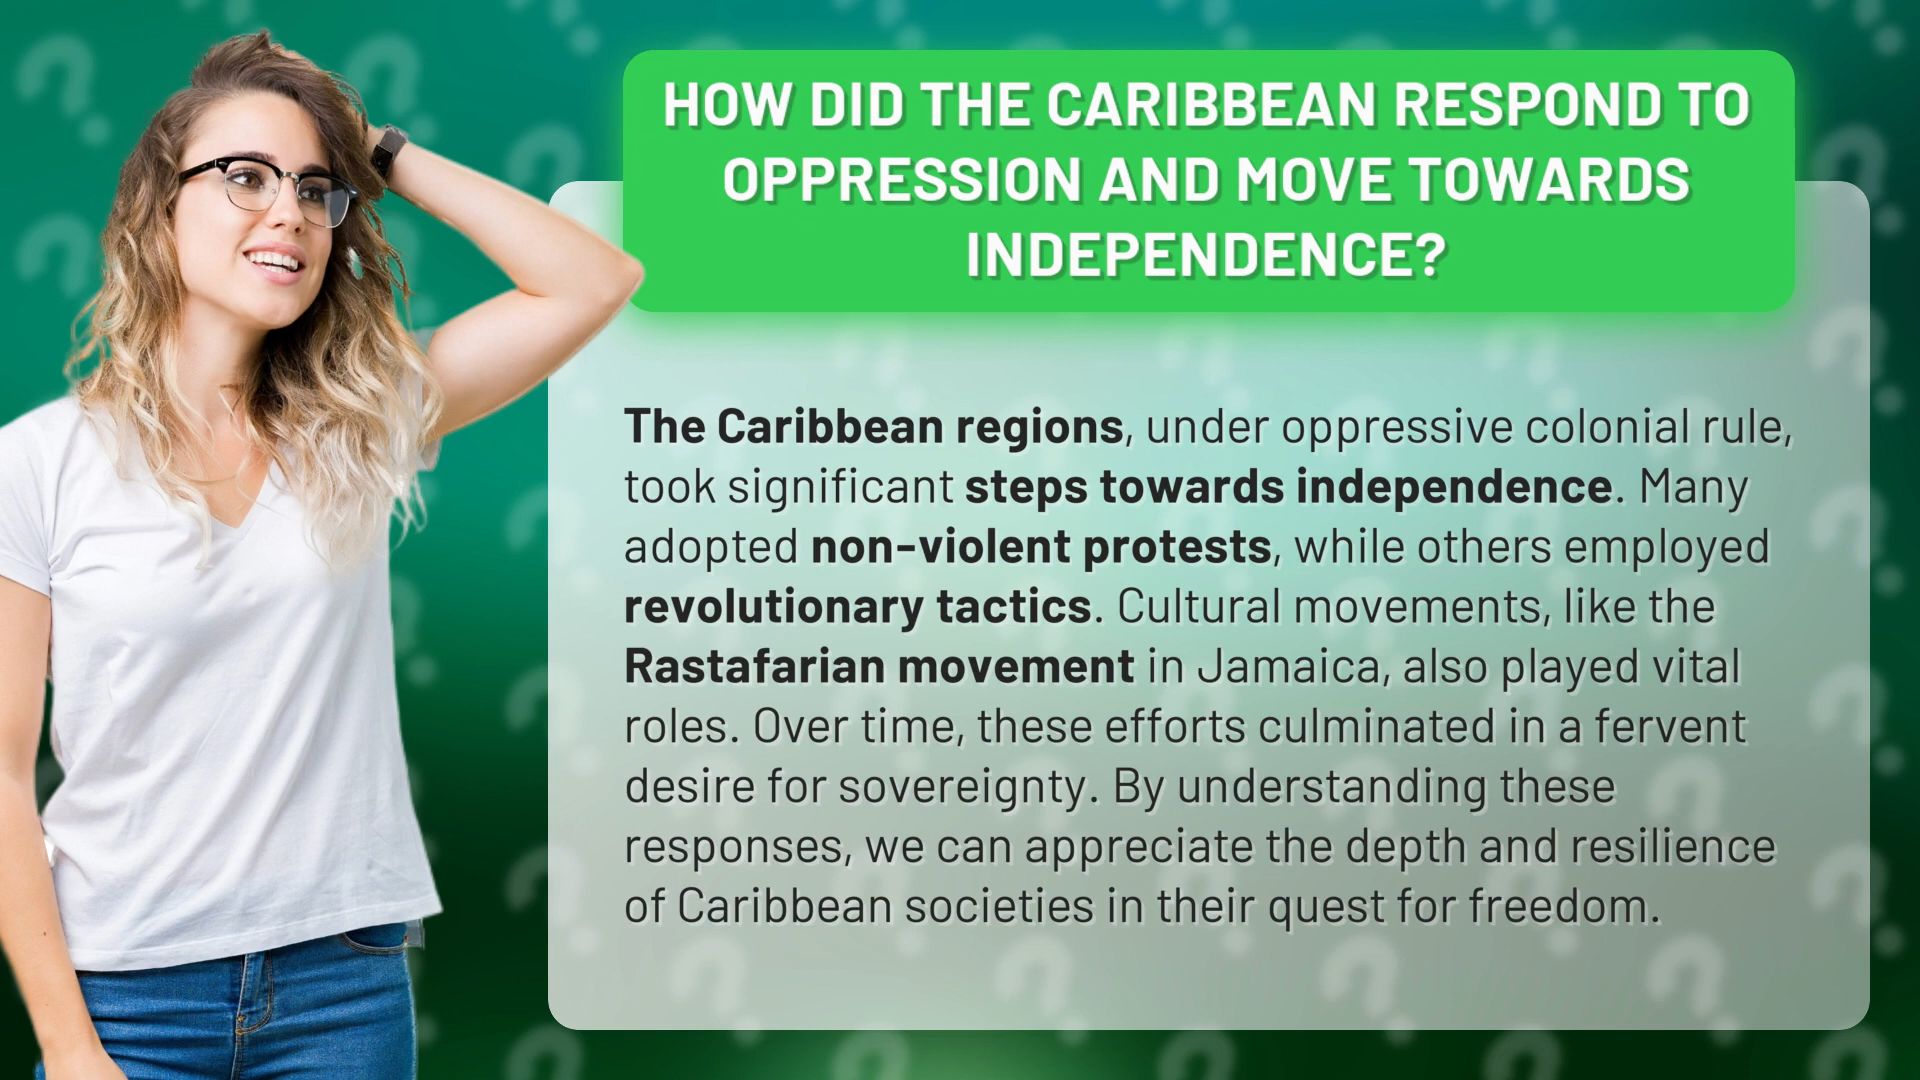 HOW DID THE CARIBBEAN RESPOND TO
OPPRESSION AND MOVE TOWARDS
INDEPENDENCE?
The Caribbean regions, under oppressive colonial rule,
took significant steps towards independence. Many
adopted non-violent protests, while others employed
revolutionary tactics. Cultural movements, like the
Rastafarian movement in Jamaica, also played vital
roles. Over time, these efforts culminated in a fervent
desire for sovereignty. By understanding these
responses, we can appreciate the depth and resilience
of Caribbean societies in their quest for freedom.